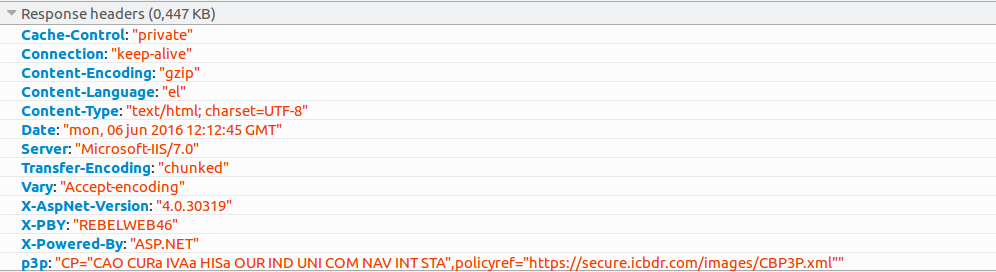 Response headers (0,447 KB)
Cache-Control: "private"
Connection: "keep-alive"
Content-Encoding: "gzip"
Content-Language: "el"
Content-Type: "text/html; charset=UTF-8"
Date: "mon, 06 jun 2016 12:12:45 GMT"
Server: "Microsoft-IIS/7.0"
Transfer-Encoding: "chunked"
Vary: "Accept-encoding"
X-AspNet-Version: "4.0.30319"
X-PBY: "REBELWEB46"
X-Powered-By: "ASP.NET"
p3p: "CP="CAO CURa IVAa HISa OUR IND UNI COM NAV INT STA",policyref="https://secure.icbdr.com/images/CBP3P.xml""